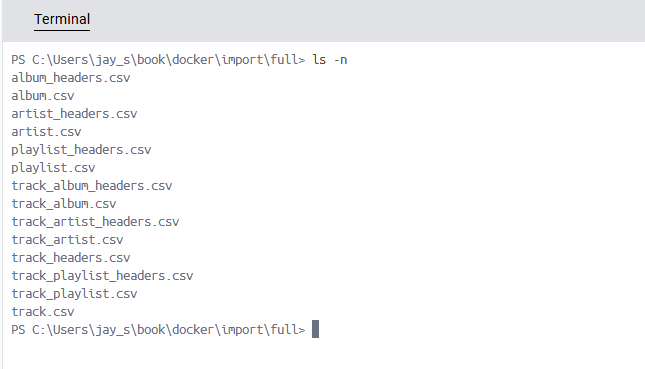 Terminal
PS C:\Users\jay_s\book\docker\import\full> ls -n
album_headers.csv
album.csv
artist_headers.csv
artist.csv
playlist_headers.csv
playlist.csv
track_album_headers.csv
track_album.csv
track_artist_headers.csv
track_artist.csv
track_headers.csv
track_playlist_headers.csv
track_playlist.csv
track.csv
PS C:\Users\jay_s\book\docker\import\full>